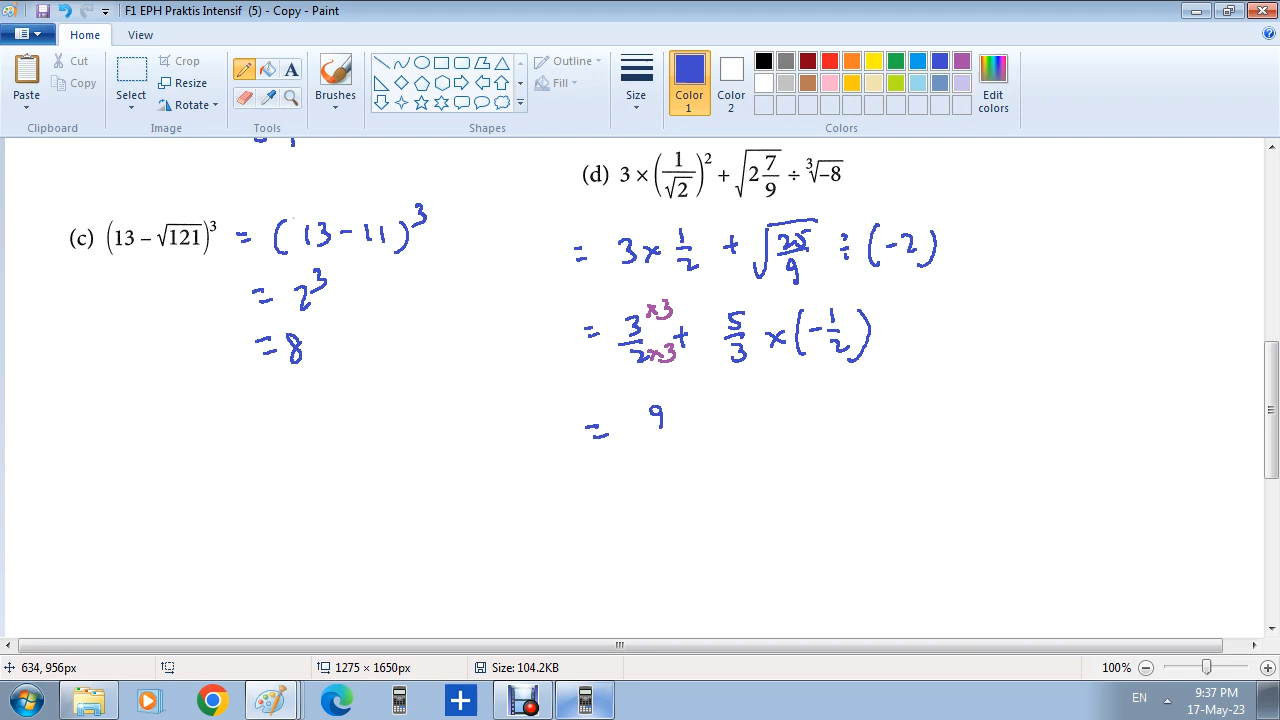 F1 EPH Praktis Intensif (5) - Copy - Paint
Home View
Paste
Cut
Copy
Select
Crop
Resize
Rotate
A
Brushes
Outline
Fill
Size
Color 1
Color 2
Edit colors
Clipboard Image Tools Shapes Colors
(d) 3 × (1/√2)² + √(2 7/9) ÷ ³√−8
(c) (13 – √121)³ = (13 - 11)³
= 2³
= 8
= 3 × 1/2 + √(25/9) ÷ (-2)
= 3/2 ×3 ×3 + 5/3 × (-1/2)
= 9
634, 956px
1275 × 1650px
Size: 104.2KB
100%
EN
9:37 PM
17-May-23